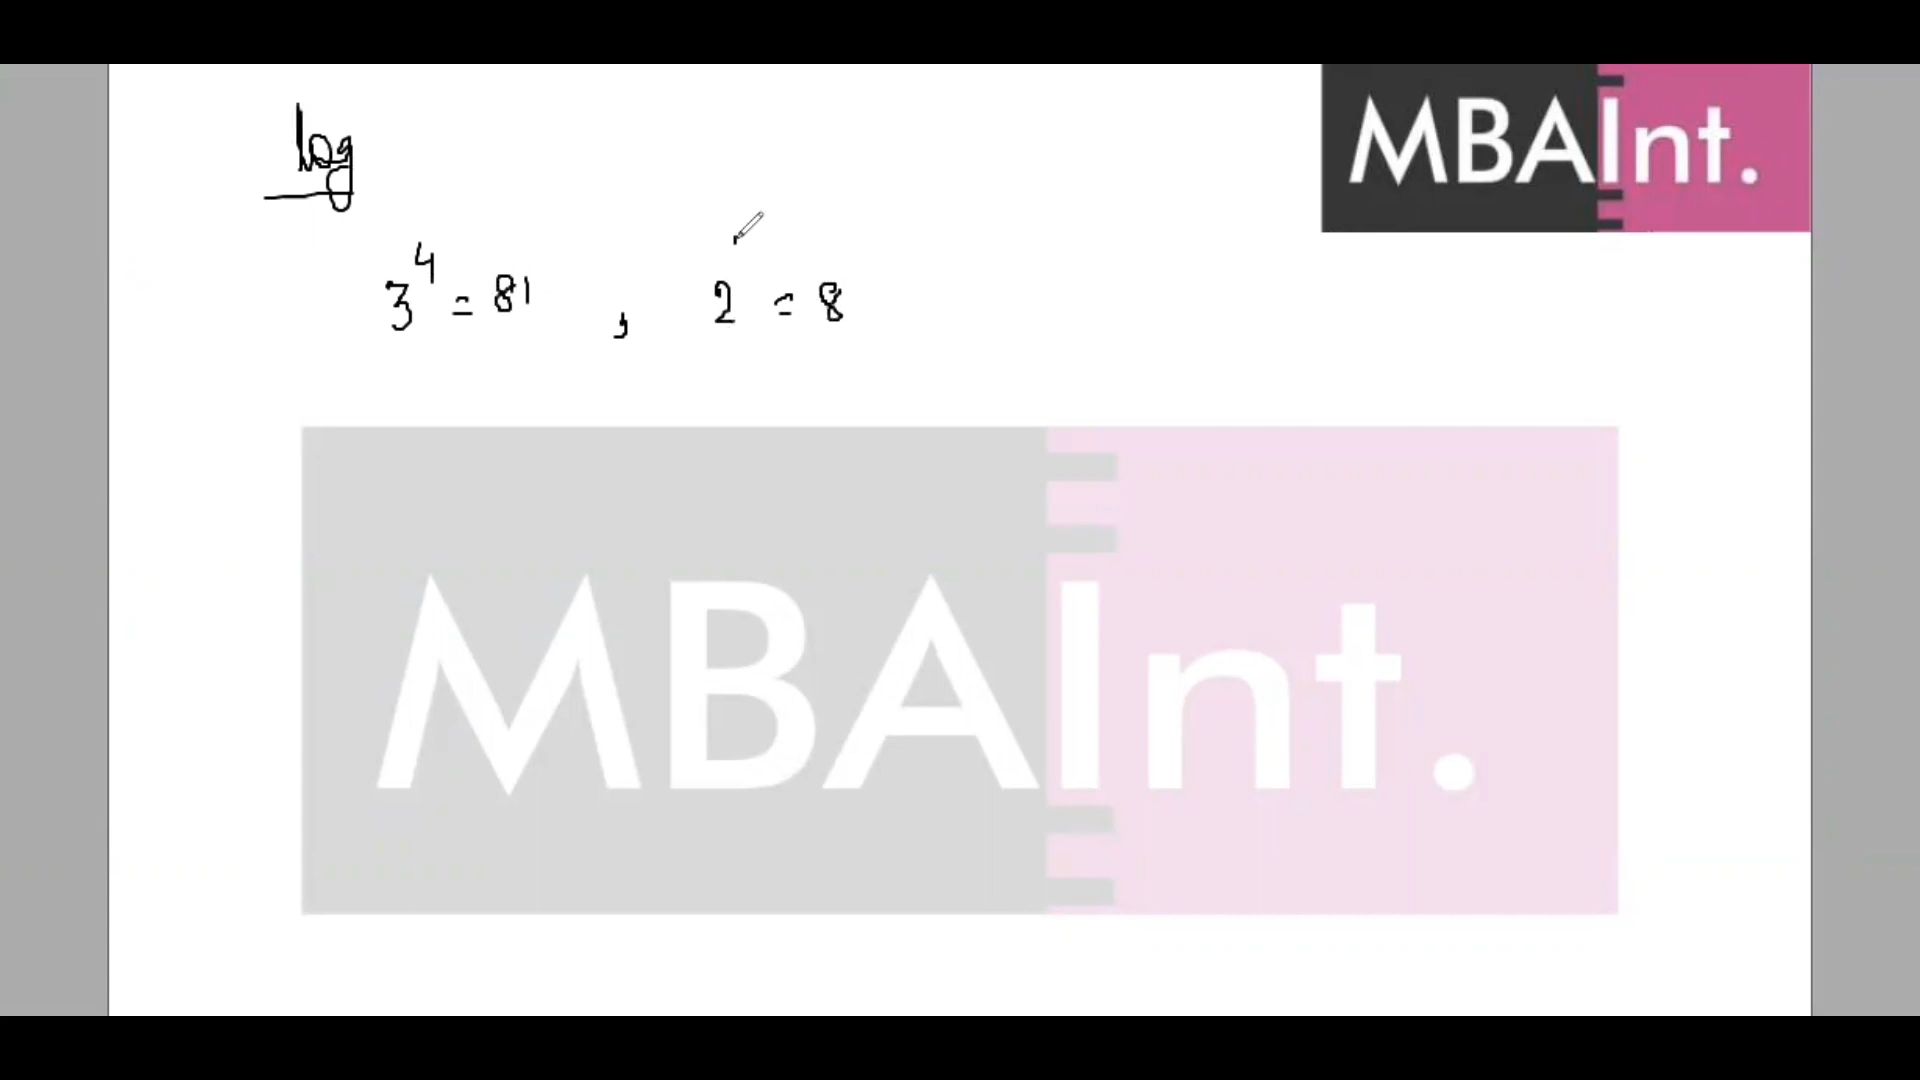 MBAInt.
log
3⁴ = 81 , 2 = 8
MBAInt.